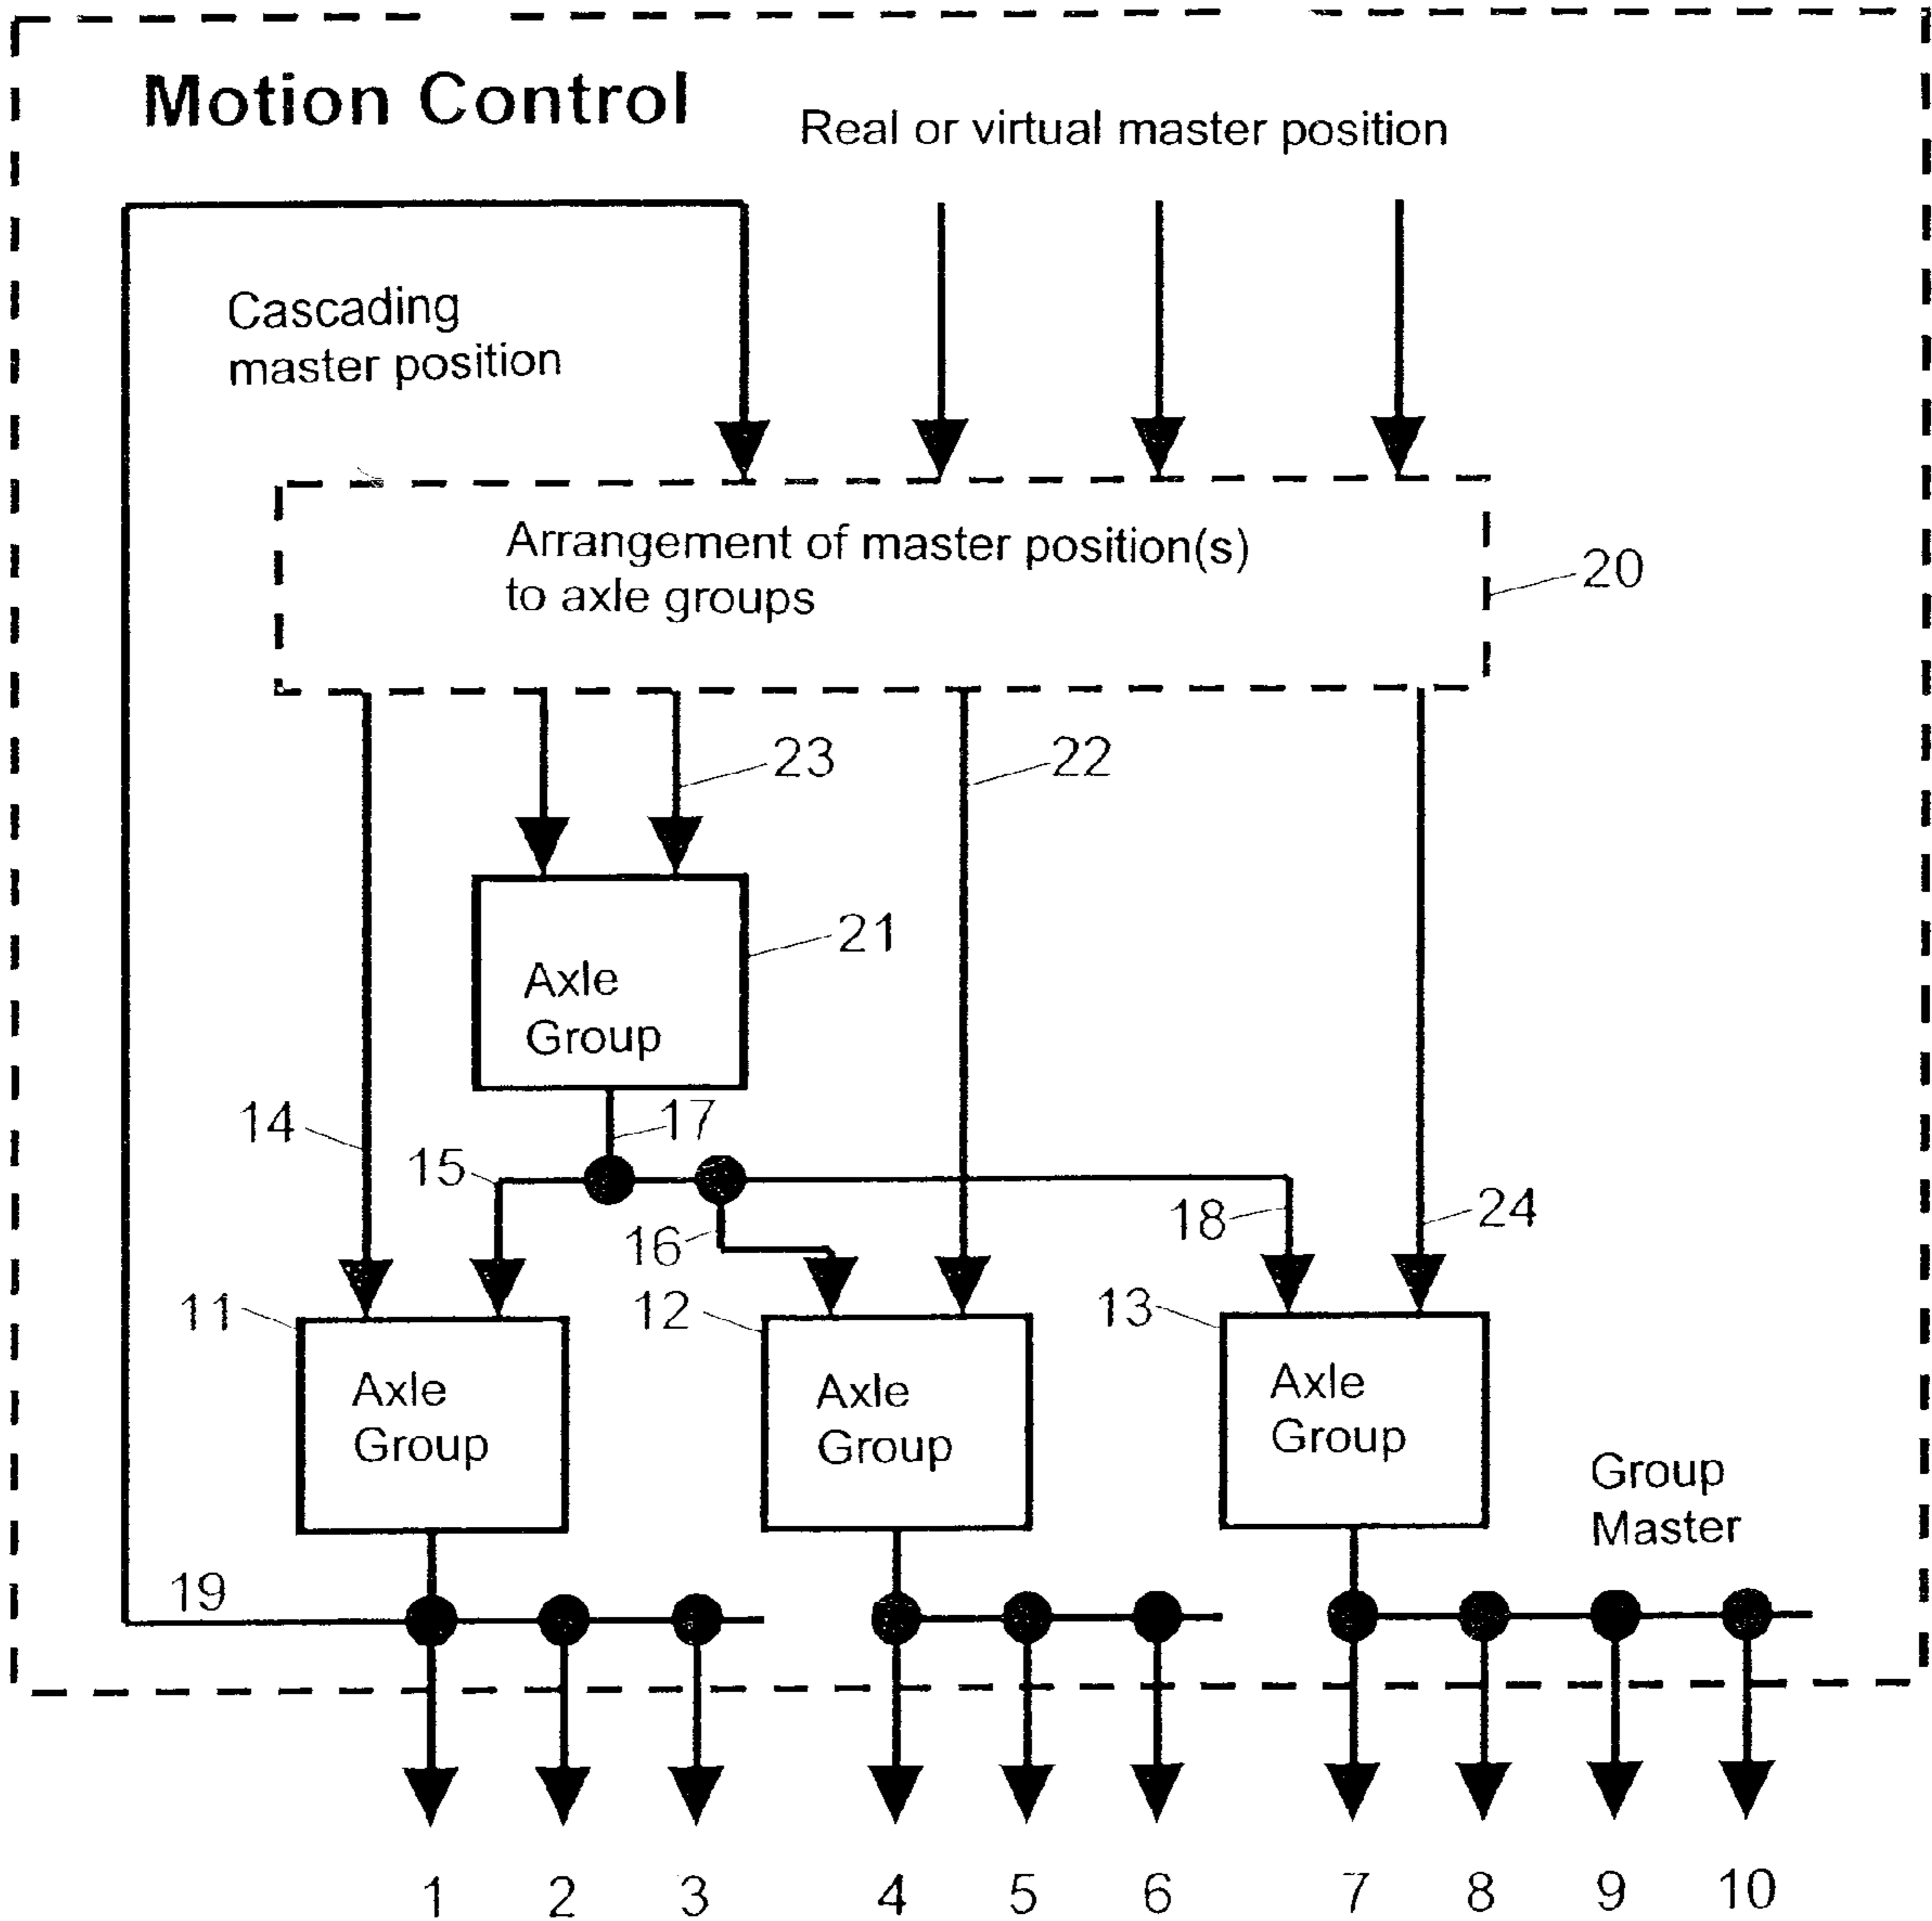 Motion Control
Real or virtual master position
Cascading
master position
Arrangement of master position(s)
to axle groups
20
23
22
21
Axle
Group
14
17
15
16
18
24
11
12
13
Axle
Group
Axle
Group
Axle
Group
Group
Master
19
1 2 3 4 5 6 7 8 9 10